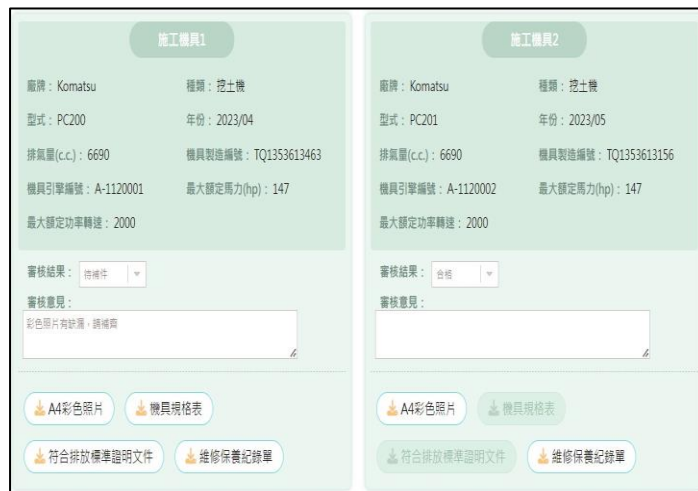 施工機具1
廠牌：Komatsu 種類：挖土機
型式：PC200 年份：2023/04
排氣量(c.c.)：6690 機具製造編號：TQ1353613463
機具引擎編號：A-1120001 最大額定馬力(hp)：147
最大額定功率轉速：2000
審核結果： 待補件
審核意見：
彩色照片有缺漏，請補齊
A4彩色照片 機具規格表
符合排放標準證明文件 維修保養紀錄單
施工機具2
廠牌：Komatsu 種類：挖土機
型式：PC201 年份：2023/05
排氣量(c.c.)：6690 機具製造編號：TQ1353613156
機具引擎編號：A-1120002 最大額定馬力(hp)：147
最大額定功率轉速：2000
審核結果： 合格
審核意見：
A4彩色照片 機具規格表
符合排放標準證明文件 維修保養紀錄單